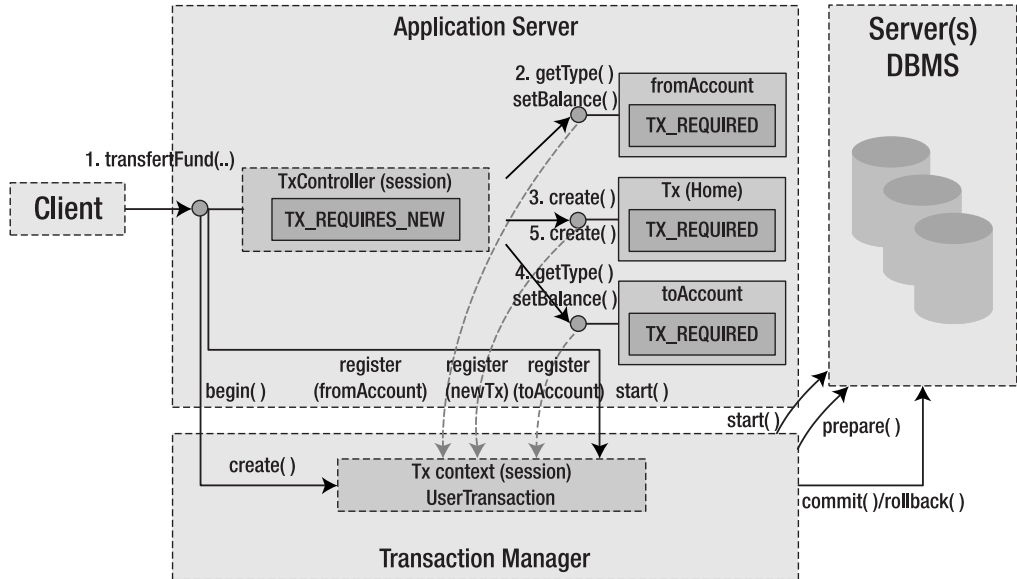 Application Server
Server(s)
DBMS
2. getType( )
setBalance( )
fromAccount
TX_REQUIRED
1. transfertFund(..)
Client
TxController (session)
TX_REQUIRES_NEW
3. create( )
5. create( )
Tx (Home)
TX_REQUIRED
4. getType( )
setBalance( )
toAccount
TX_REQUIRED
begin( )
register
(fromAccount)
register
(newTx)
register
(toAccount)
start( )
start( )
prepare( )
create( )
Tx context (session)
UserTransaction
commit( )/rollback( )
Transaction Manager